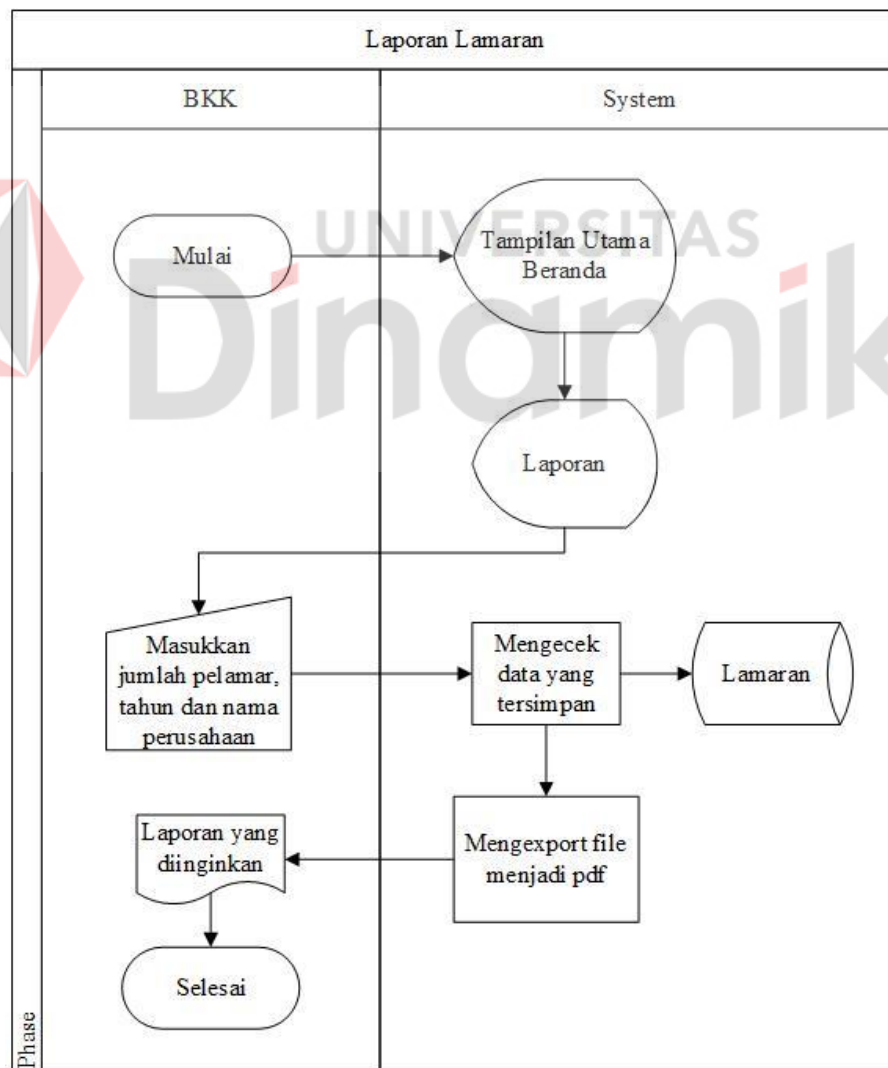 Laporan Lamaran
BKK
System
UNIVERSITAS
Dinamik
Mulai
Tampilan Utama
Beranda
Laporan
Masukkan
jumlah pelamar,
tahun dan nama
perusahaan
Mengecek
data yang
tersimpan
Lamaran
Laporan yang
diinginkan
Mengexport file
menjadi pdf
Selesai
Phase